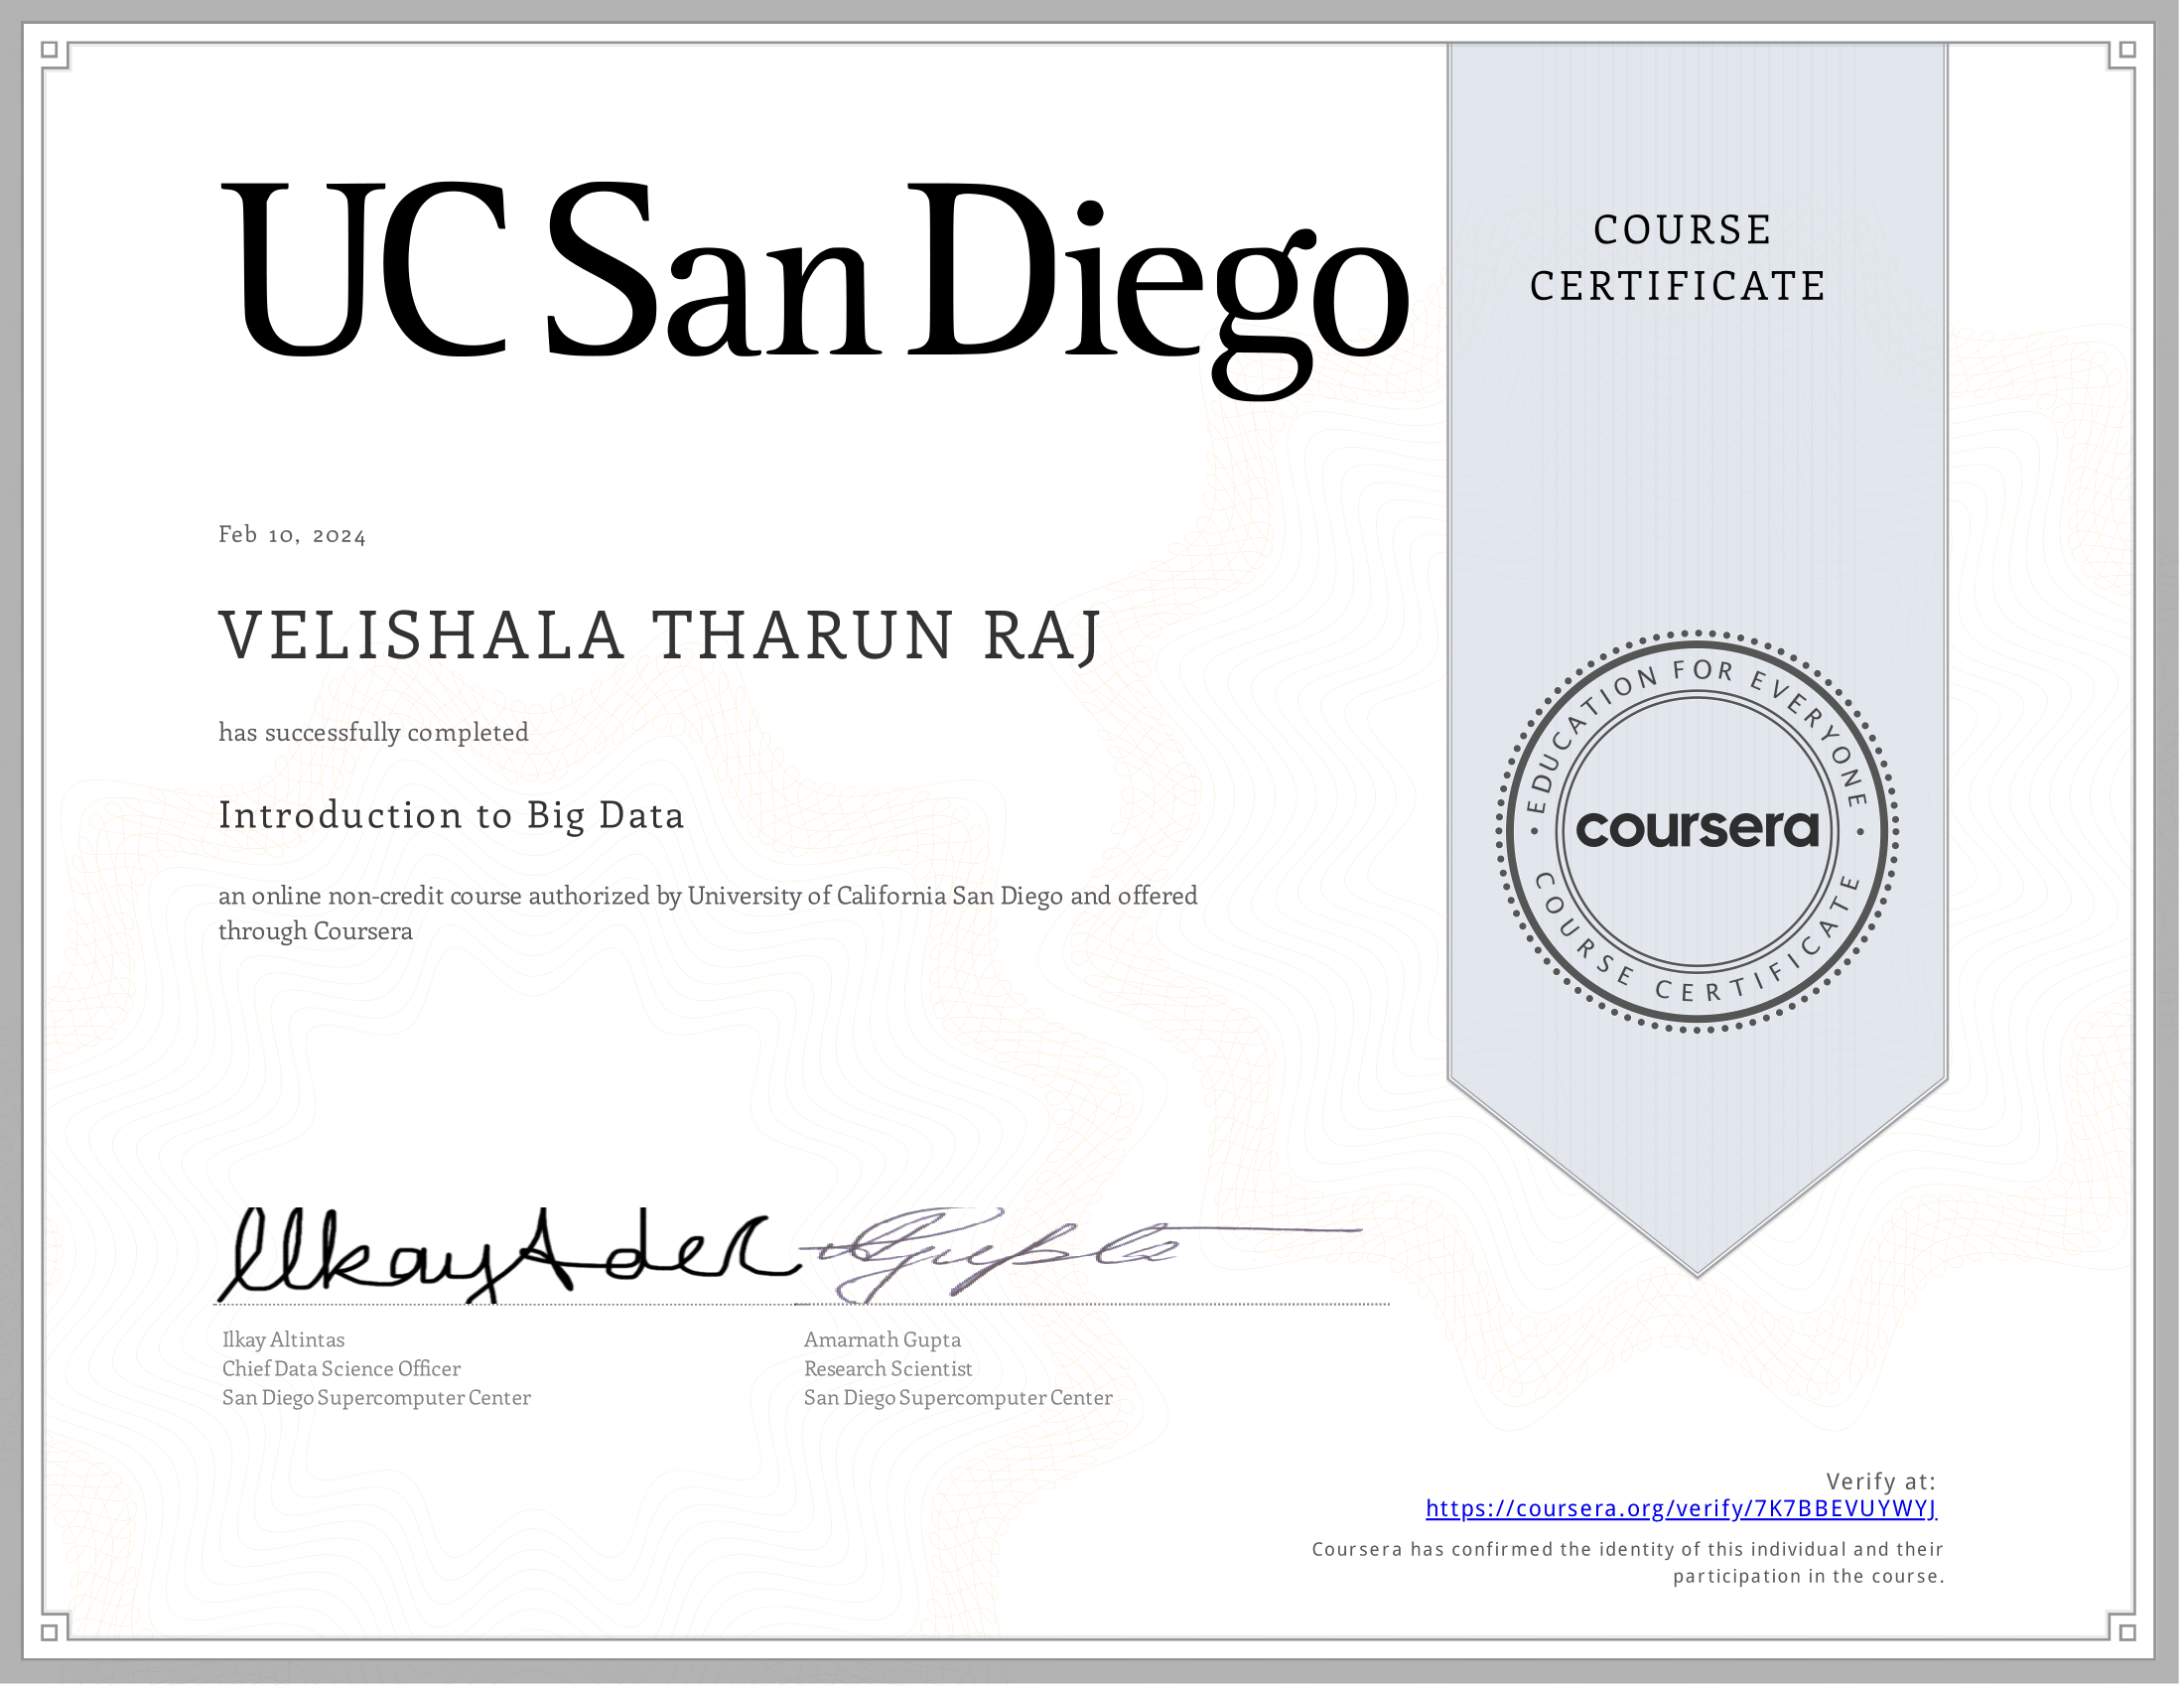 UC San Diego
COURSE
CERTIFICATE
Feb 10, 2024
VELISHALA THARUN RAJ
has successfully completed
Introduction to Big Data
an online non-credit course authorized by University of California San Diego and offered
through Coursera
EDUCATION FOR EVERYONE
coursera
COURSE CERTIFICATE
Ilkay Altintas
Chief Data Science Officer
San Diego Supercomputer Center
Amarnath Gupta
Research Scientist
San Diego Supercomputer Center
Verify at:
https://coursera.org/verify/7K7BBEVUYWYJ
Coursera has confirmed the identity of this individual and their
participation in the course.